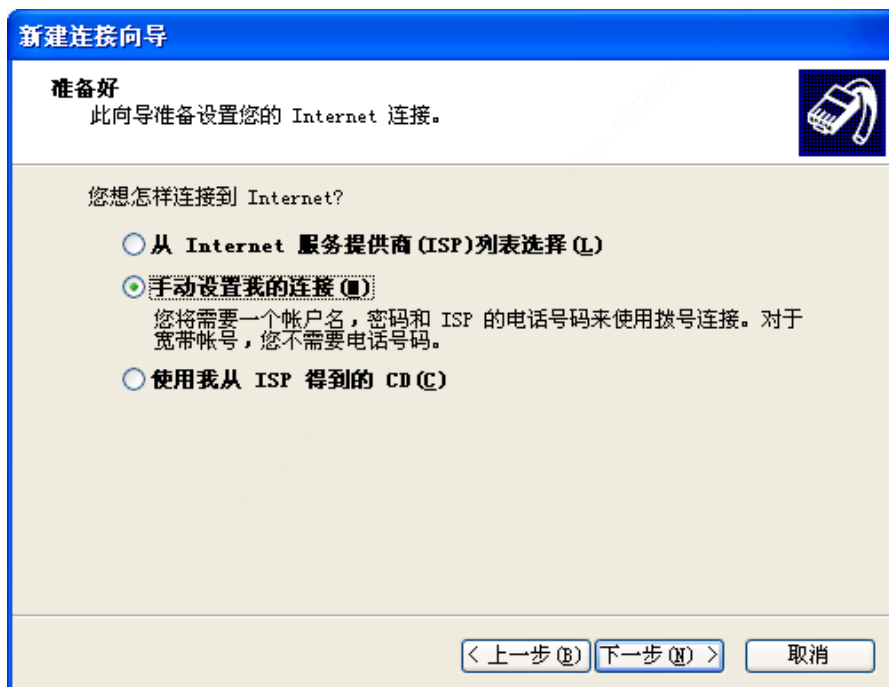 新建连接向导
准备好
此向导准备设置您的 Internet 连接。
您想怎样连接到 Internet?
从 Internet 服务提供商(ISP)列表选择(L)
手动设置我的连接(M)
您将需要一个帐户名，密码和 ISP 的电话号码来使用拨号连接。对于
宽带帐号，您不需要电话号码。
使用我从 ISP 得到的 CD(C)
< 上一步(B)
下一步(N) >
取消